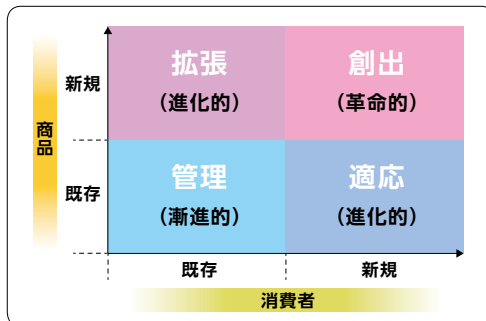 商品
新規
拡張
（進化的）
創出
（革命的）
既存
管理
（漸進的）
適応
（進化的）
既存
新規
消費者